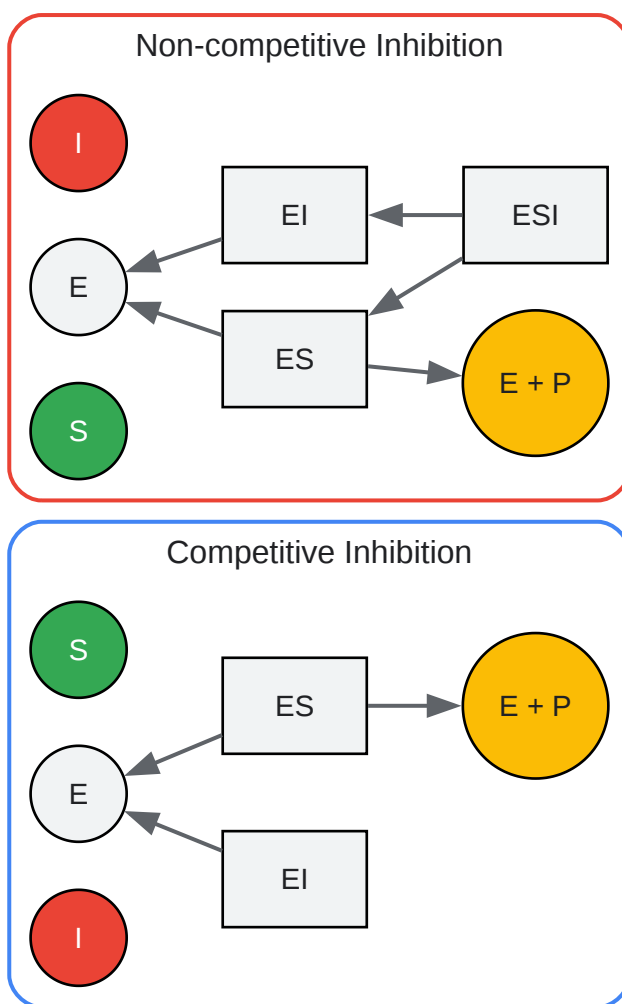 Non-competitive Inhibition
I
EI
ESI
E
ES
E + P
S
Competitive Inhibition
S
ES
E + P
E
EI
I